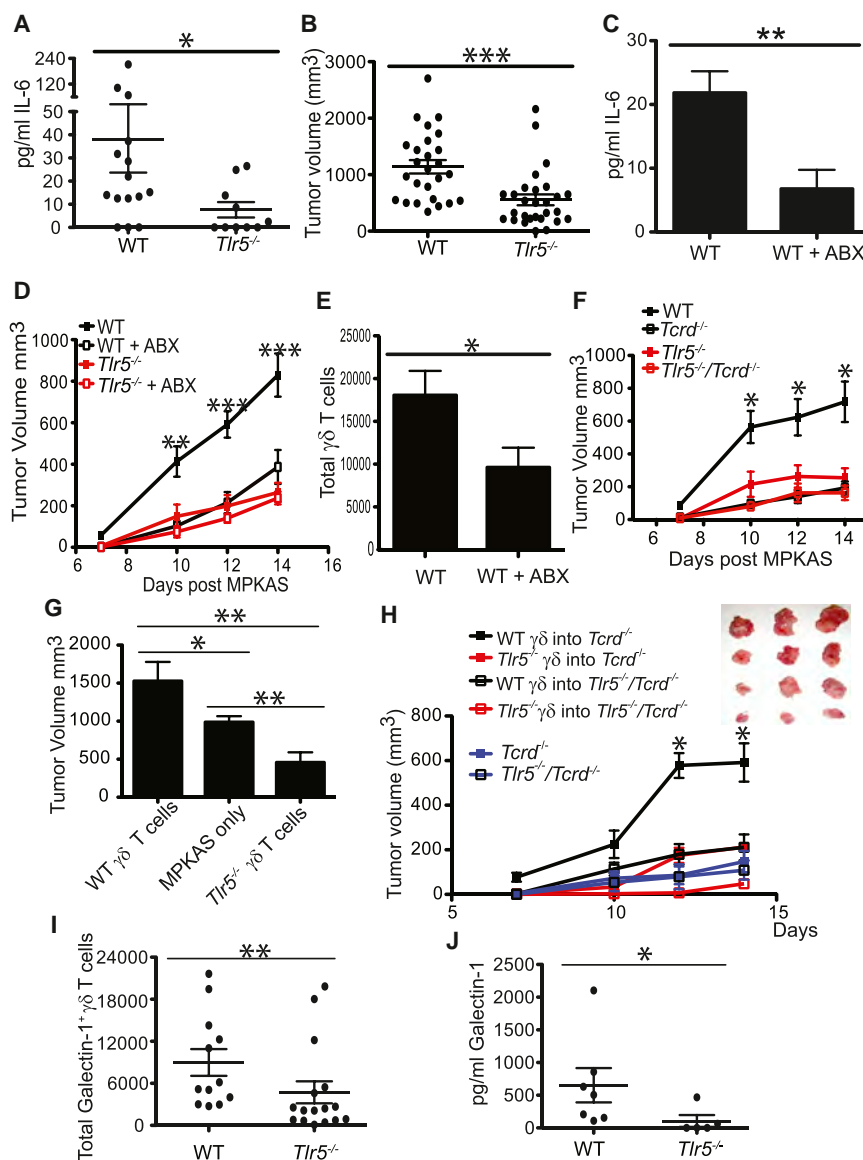 A
*
pg/ml IL-6
240
120
50
40
30
20
10
0
WT
Tlr5-/-
B
***
Tumor volume (mm3)
3000
2000
1000
0
WT
Tlr5-/-
C
**
pg/ml IL-6
30
20
10
0
WT
WT + ABX
D
WT
WT + ABX
Tlr5-/-
Tlr5-/- + ABX
Tumor Volume mm3
1000
800
600
400
200
0
** *** ***
6 8 10 12 14 16
Days post MPKAS
E
*
Total γδ T cells
25000
20000
15000
10000
5000
0
WT
WT + ABX
F
WT
Tcrd-/-
Tlr5-/-
Tlr5-/-/Tcrd-/-
Tumor Volume mm3
1000
800
600
400
200
0
* * *
6 8 10 12 14
Days post MPKAS
G
**
*
**
Tumor Volume mm3
2000
1500
1000
500
0
WT γδ T cells
MPKAS only
Tlr5-/- γδ T cells
H
WT γδ into Tcrd-/-
Tlr5-/- γδ into Tcrd-/-
WT γδ into Tlr5-/-/Tcrd-/-
Tlr5-/- γδ into Tlr5-/-/Tcrd-/-
Tcrd-/-
Tlr5-/-/Tcrd-/-
Tumor volume (mm3)
800
600
400
200
0
* *
5 10 15
Days
I
**
Total Galectin-1+ γδ T cells
24000
18000
12000
6000
0
WT
Tlr5-/-
J
*
pg/ml Galectin-1
2500
2000
1500
1000
500
0
WT
Tlr5-/-